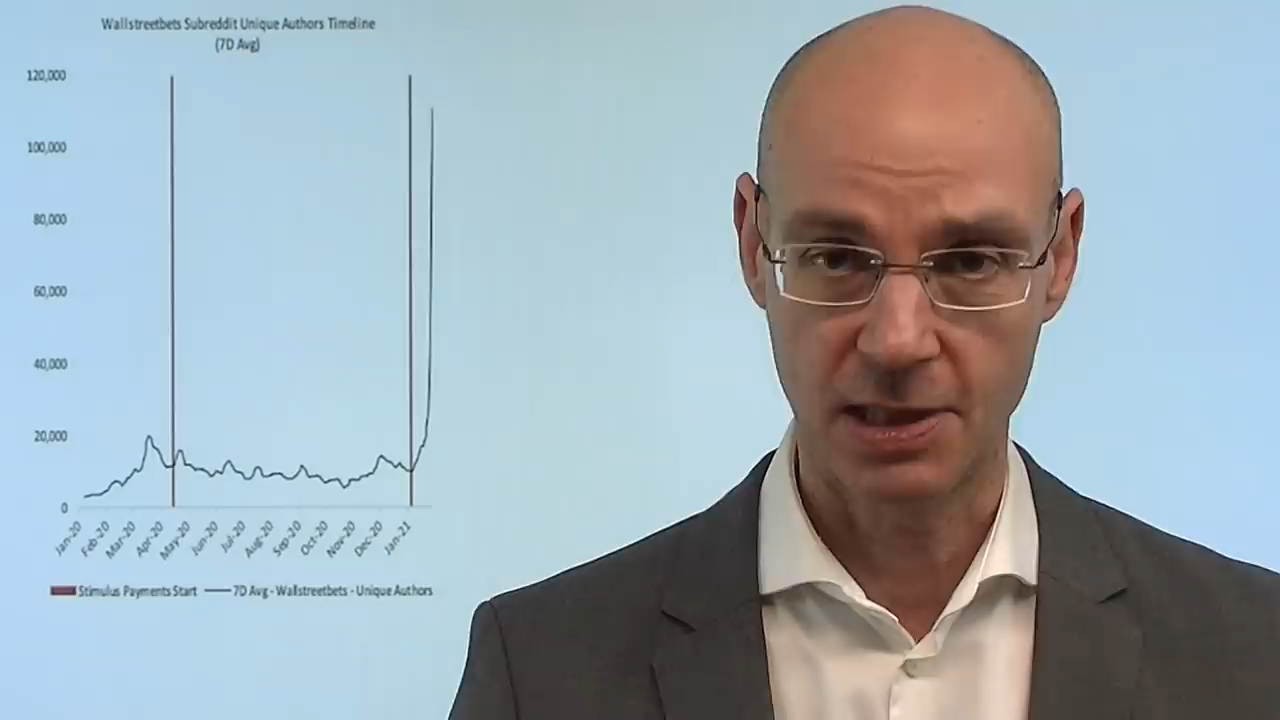 Wallstreetbets Subreddit Unique Authors Timeline
(7D Avg)
120,000
100,000
80,000
60,000
40,000
20,000
0
Jan-20
Feb-20
Mar-20
Apr-20
May-20
Jun-20
Jul-20
Aug-20
Sep-20
Oct-20
Nov-20
Dec-20
Jan-21
Stimulus Payments Start
7D Avg - Wallstreetbets - Unique Authors